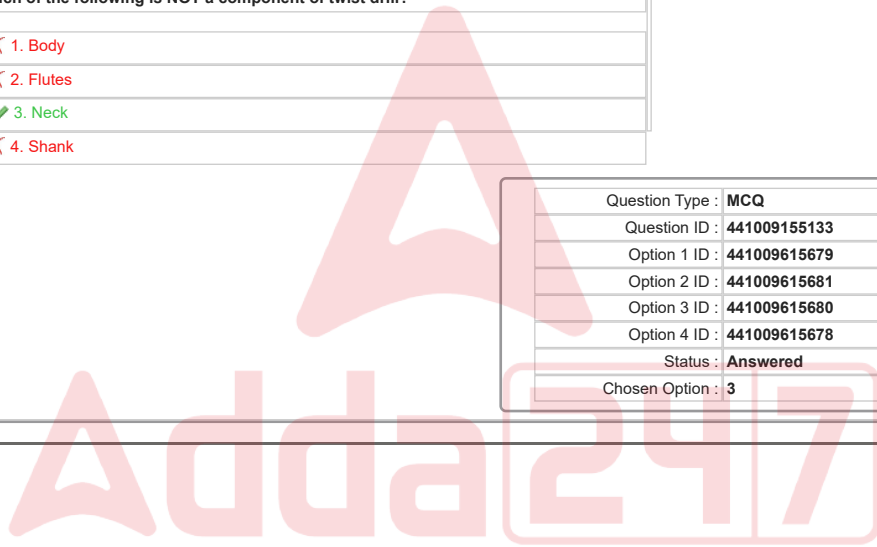 of the following is NOT a component of twist drill?
1. Body
2. Flutes
3. Neck
4. Shank
Question Type : MCQ
Question ID : 441009155133
Option 1 ID : 441009615679
Option 2 ID : 441009615681
Option 3 ID : 441009615680
Option 4 ID : 441009615678
Status : Answered
Chosen Option : 3
Adda247